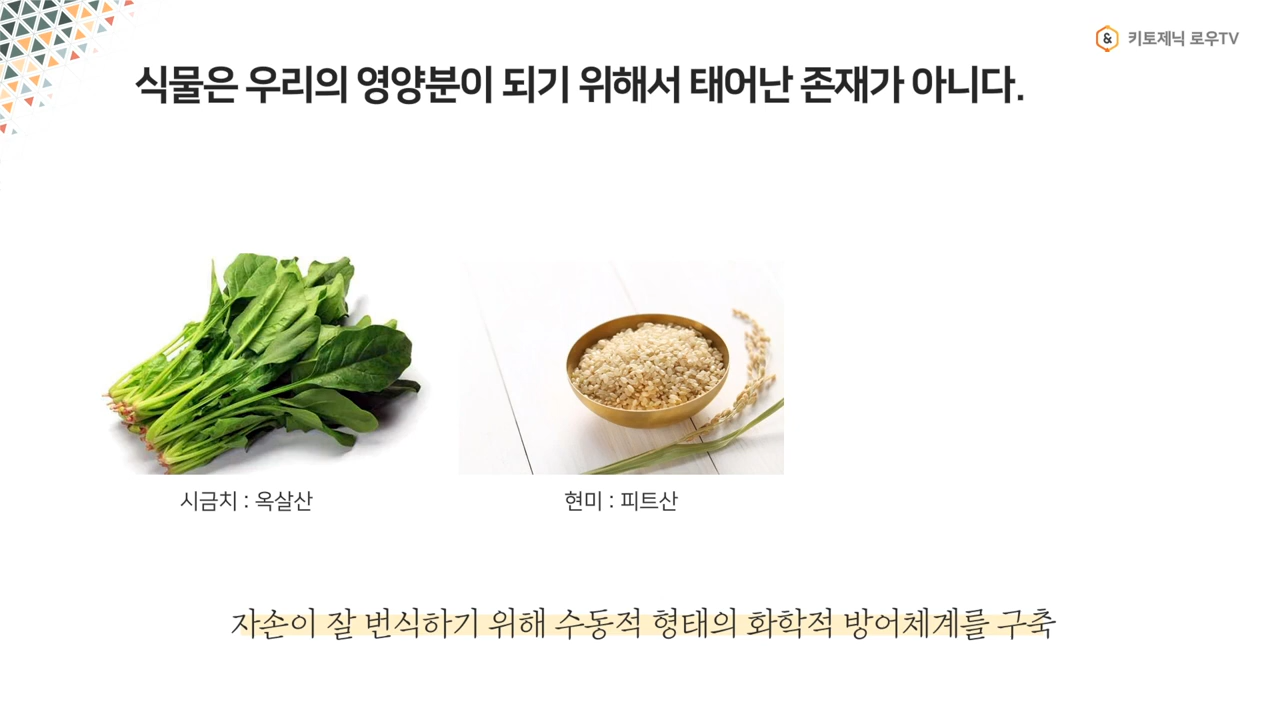 & 키토제닉 로우TV
식물은 우리의 영양분이 되기 위해서 태어난 존재가 아니다.
시금치 : 옥살산
현미 : 피트산
자손이 잘 번식하기 위해 수동적 형태의 화학적 방어체계를 구축